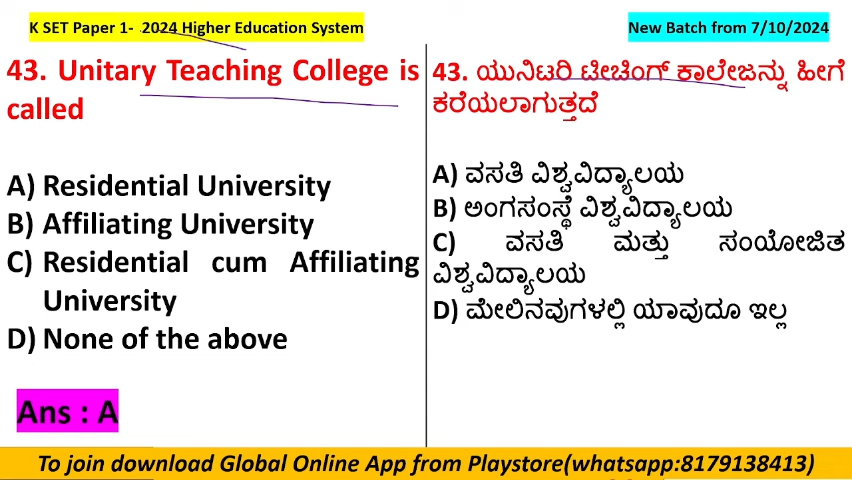 K SET Paper 1- 2024 Higher Education System
New Batch from 7/10/2024
43. Unitary Teaching College is
called
A) Residential University
B) Affiliating University
C) Residential cum Affiliating
University
D) None of the above
Ans : A
43. ಯುನಿಟರಿ ಟೀಚಿಂಗ್ ಕಾಲೇಜನ್ನು ಹೀಗೆ
ಕರೆಯಲಾಗುತ್ತದೆ
A) ವಸತಿ ವಿಶ್ವವಿದ್ಯಾಲಯ
B) ಅಂಗಸಂಸ್ಥೆ ವಿಶ್ವವಿದ್ಯಾಲಯ
C) ವಸತಿ ಮತ್ತು ಸಂಯೋಜಿತ
ವಿಶ್ವವಿದ್ಯಾಲಯ
D) ಮೇಲಿನವುಗಳಲ್ಲಿ ಯಾವುದೂ ಇಲ್ಲ
To join download Global Online App from Playstore(whatsapp:8179138413)